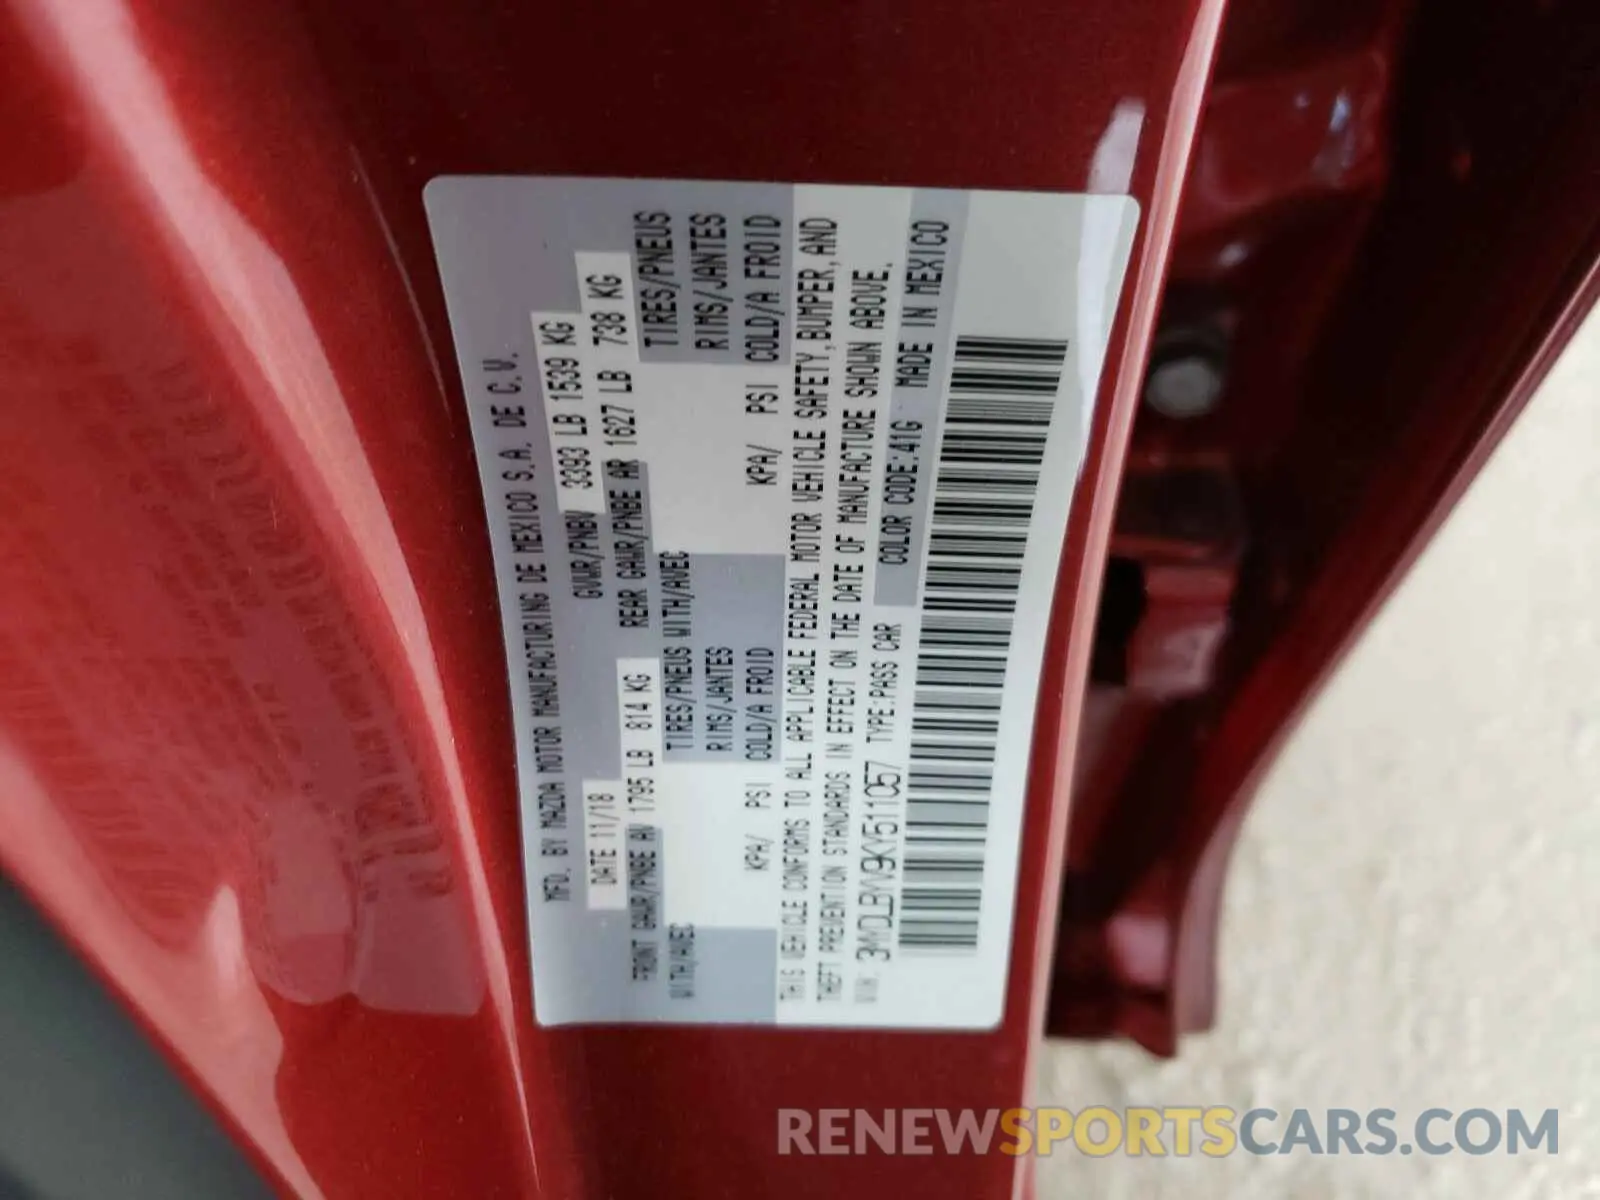 MFD. BY MAZDA MOTOR MANUFACTURING DE MEXICO S.A. DE C.V.
DATE 11/18 GVWR/PNBV 3393 LB 1539 KG
FRONT GAWR/PNBE AV 1795 LB 814 KG REAR GAWR/PNBE AR 1627 LB 738 KG
WITH/AVEC TIRES/PNEUS WITH/AVEC TIRES/PNEUS
RIMS/JANTES RIMS/JANTES
KPA/ PSI COLD/A FROID KPA/ PSI COLD/A FROID
THIS VEHICLE CONFORMS TO ALL APPLICABLE FEDERAL MOTOR VEHICLE SAFETY, BUMPER, AND
THEFT PREVENTION STANDARDS IN EFFECT ON THE DATE OF MANUFACTURE SHOWN ABOVE.
VIN: 3MYDLBYV9KY511057 TYPE:PASS CAR COLOR CODE:41G MADE IN MEXICO
RENEWSPORTSCARS.COM